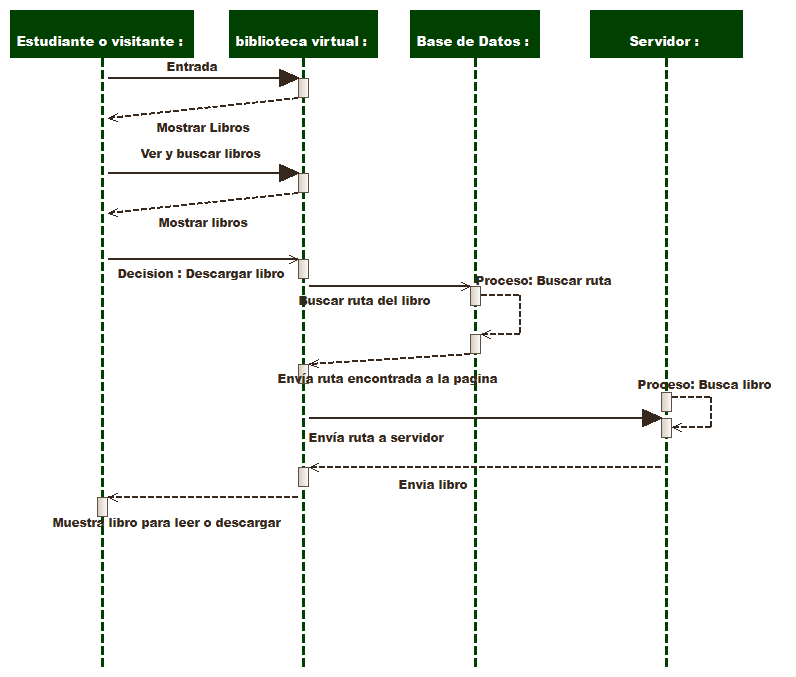 Estudiante o visitante :
biblioteca virtual :
Base de Datos :
Servidor :
Entrada
Mostrar Libros
Ver y buscar libros
Mostrar libros
Decision : Descargar libro
Proceso: Buscar ruta
Buscar ruta del libro
Envía ruta encontrada a la pagina
Proceso: Busca libro
Envía ruta a servidor
Envia libro
Muestra libro para leer o descargar